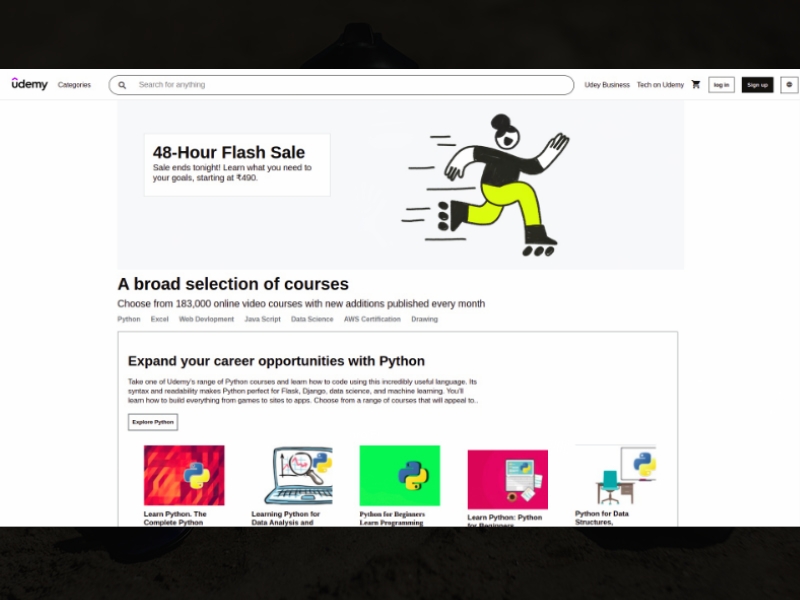 ûdemy
Categories
Search for anything
Udey Business
Tech on Udemy
log in
Sign up
48-Hour Flash Sale
Sale ends tonight! Learn what you need to
your goals, starting at ₹490.
A broad selection of courses
Choose from 183,000 online video courses with new additions published every month
Python Excel Web Devlopment Java Script Data Science AWS Certification Drawing
Expand your career opportunities with Python
Take one of Udemy's range of Python courses and learn how to code using this incredibly useful language. Its
syntax and readability makes Python perfect for Flask, Django, data science, and machine learning. You'll
learn how to build everything from games to sites to apps. Choose from a range of courses that will appeal to..
Explore Python
Learn Python. The
Complete Python
Learning Python for
Data Analysis and
Python for Beginners
Learn Programming
Learn Python: Python
for Beginners
Python for Data
Structures,